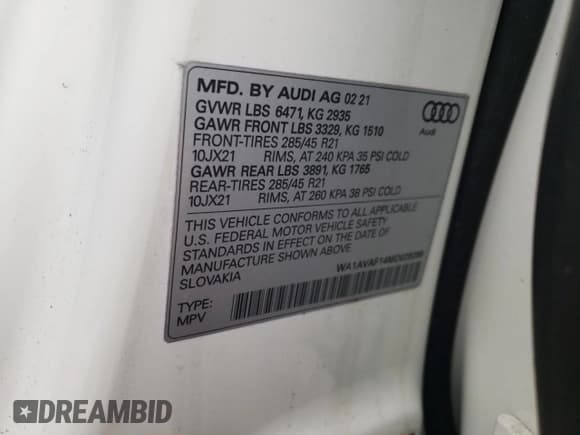 MFD. BY AUDI AG 02 21
GVWR LBS 6471, KG 2935
GAWR FRONT LBS 3329, KG 1510
FRONT-TIRES 285/45 R21
10JX21 RIMS, AT 240 KPA 35 PSI COLD
GAWR REAR LBS 3891, KG 1765
REAR-TIRES 285/45 R21
10JX21 RIMS, AT 260 KPA 38 PSI COLD
Audi
THIS VEHICLE CONFORMS TO ALL APPLICABLE
U.S. FEDERAL MOTOR VEHICLE SAFETY
STANDARDS IN EFFECT ON THE DATE OF
MANUFACTURE SHOWN ABOVE
SLOVAKIA
TYPE:
MPV
DREAMBID